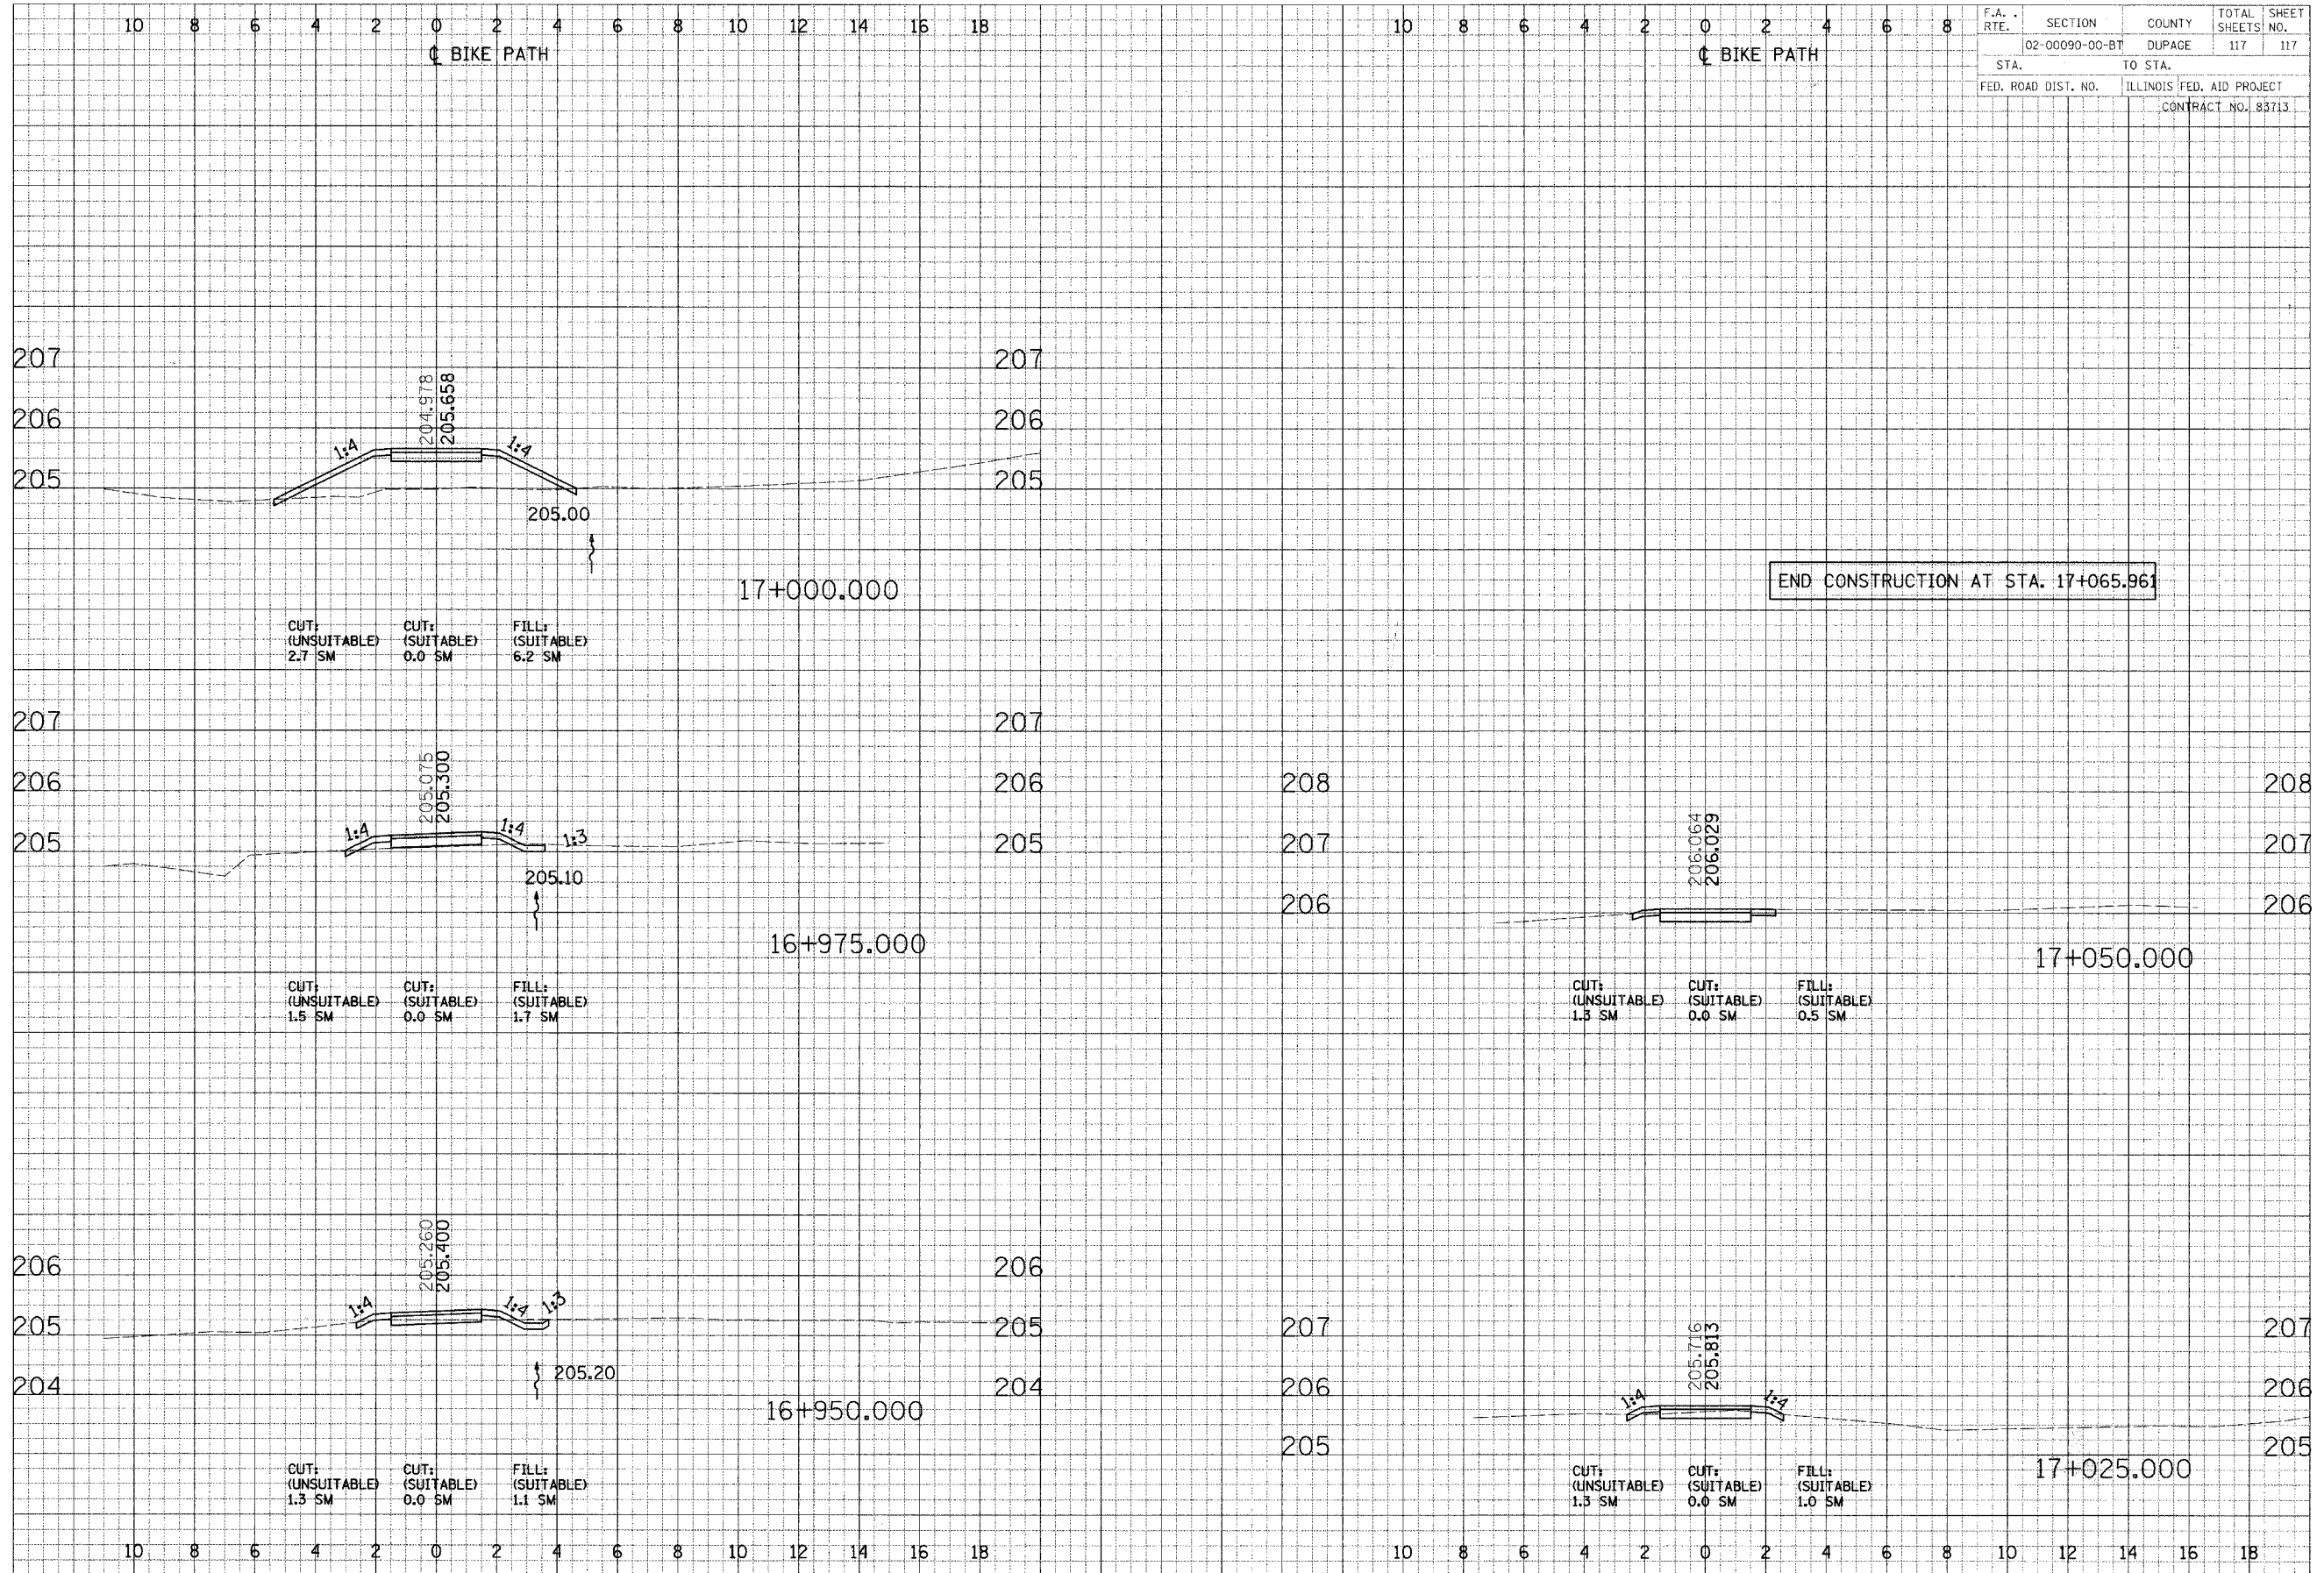 10 8 6 4 2 0 2 4 6 8 10 12 14 16 18
℄ BIKE PATH
10 8 6 4 2 0 2 4 6 8
℄ BIKE PATH
F.A. RTE. SECTION COUNTY TOTAL SHEETS SHEET NO.
02-00090-00-BT DUPAGE 117 117
STA. TO STA.
FED. ROAD DIST. NO. ILLINOIS FED. AID PROJECT
CONTRACT NO. 83713
207 207
206 206
205 205
204.978
205.658
1:4 1:4
205.00
17+000.000
CUT: (UNSUITABLE) 2.7 SM
CUT: (SUITABLE) 0.0 SM
FILL: (SUITABLE) 6.2 SM
207 207
206 206
205 205
205.075
205.300
1:4 1:4 1:3
205.10
16+975.000
CUT: (UNSUITABLE) 1.5 SM
CUT: (SUITABLE) 0.0 SM
FILL: (SUITABLE) 1.7 SM
206 206
205 205
204 204
205.260
205.400
1:4 1:4 1:3
205.20
16+950.000
CUT: (UNSUITABLE) 1.3 SM
CUT: (SUITABLE) 0.0 SM
FILL: (SUITABLE) 1.1 SM
10 8 6 4 2 0 2 4 6 8 10 12 14 16 18
END CONSTRUCTION AT STA. 17+065.961
208 208
207 207
206 206
206.064
206.029
17+050.000
CUT: (UNSUITABLE) 1.3 SM
CUT: (SUITABLE) 0.0 SM
FILL: (SUITABLE) 0.5 SM
207 207
206 206
205 205
205.716
205.813
1:4 1:4
17+025.000
CUT: (UNSUITABLE) 1.3 SM
CUT: (SUITABLE) 0.0 SM
FILL: (SUITABLE) 1.0 SM
10 8 6 4 2 0 2 4 6 8 10 12 14 16 18